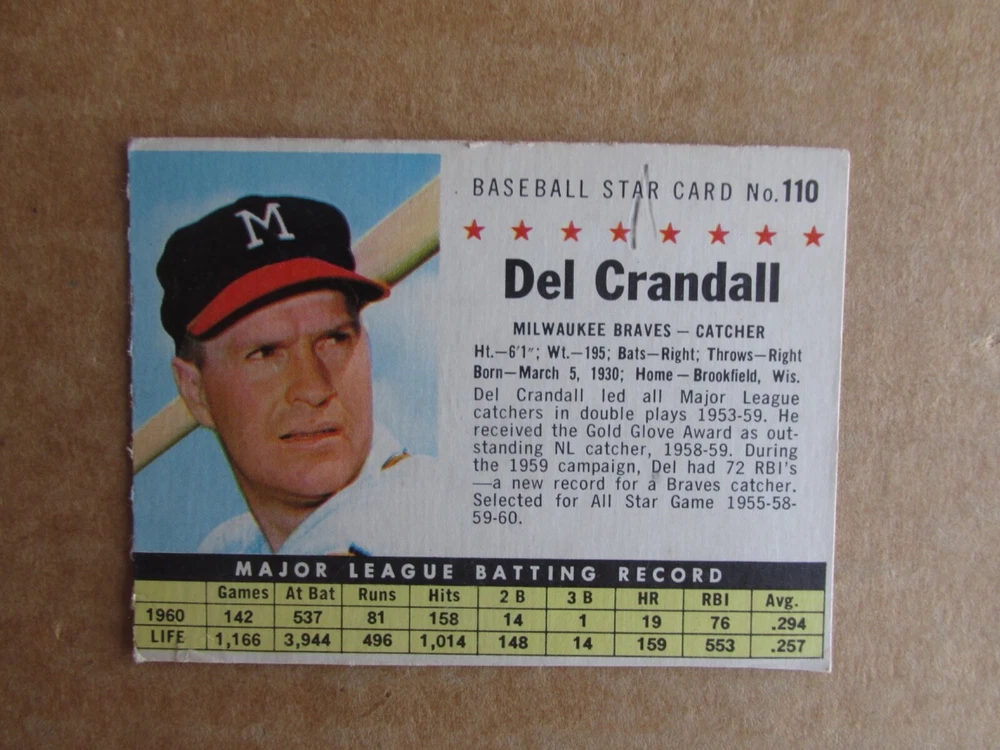 M
BASEBALL STAR CARD No. 110
Del Crandall
MILWAUKEE BRAVES — CATCHER
Ht.—6'1"; Wt.—195; Bats—Right; Throws—Right
Born—March 5, 1930; Home—Brookfield, Wis.
Del Crandall led all Major League
catchers in double plays 1953-59. He
received the Gold Glove Award as out-
standing NL catcher, 1958-59. During
the 1959 campaign, Del had 72 RBI's
—a new record for a Braves catcher.
Selected for All Star Game 1955-58-
59-60.
MAJOR LEAGUE BATTING RECORD
Games At Bat Runs Hits 2 B 3 B HR RBI Avg.
1960 142 537 81 158 14 1 19 76 .294
LIFE 1,166 3,944 496 1,014 148 14 159 553 .257